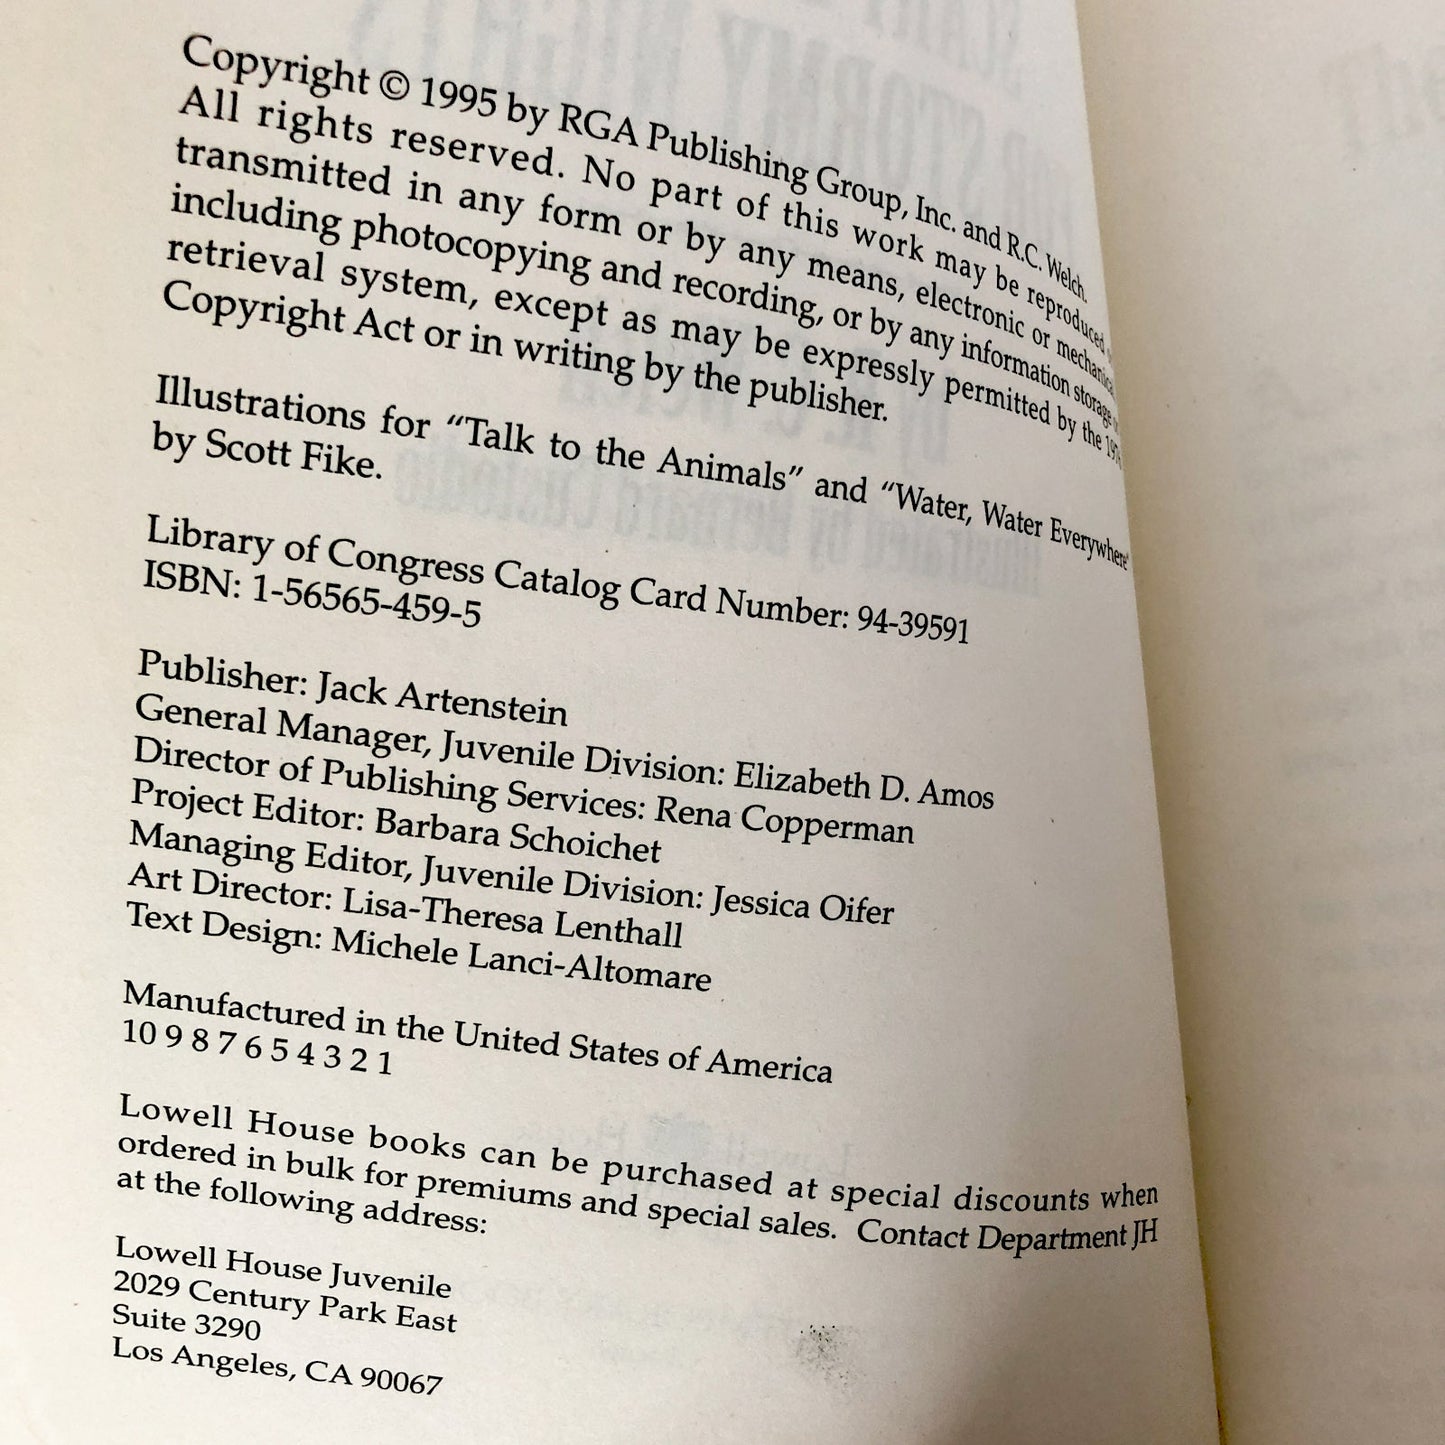 Copyright © 1995 by RGA Publishing Group, Inc. and R.C. Welch.
All rights reserved. No part of this work may be reproduced
transmitted in any form or by any means, electronic or mechanical,
including photocopying and recording, or by any information storage
retrieval system, except as may be expressly permitted by the 1976
Copyright Act or in writing by the publisher.
Illustrations for "Talk to the Animals" and "Water, Water Everywhere"
by Scott Fike.
Library of Congress Catalog Card Number: 94-39591
ISBN: 1-56565-459-5
Publisher: Jack Artenstein
General Manager, Juvenile Division: Elizabeth D. Amos
Director of Publishing Services: Rena Copperman
Project Editor: Barbara Schoichet
Managing Editor, Juvenile Division: Jessica Oifer
Art Director: Lisa-Theresa Lenthall
Text Design: Michele Lanci-Altomare
Manufactured in the United States of America
10 9 8 7 6 5 4 3 2 1
Lowell House books can be purchased at special discounts when
ordered in bulk for premiums and special sales. Contact Department JH
at the following address:
Lowell House Juvenile
2029 Century Park East
Suite 3290
Los Angeles, CA 90067